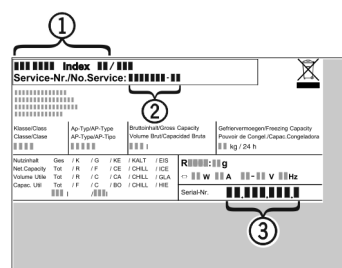 1
Index /
Service-Nr./No.Service: -
2
Klasse/Class
Classe/Clase
Ap-Typ/AP-Type
AP-Type/AP-Tipo
Bruttoinhalt/Gross Capacity
Volume Brut/Capacidad Bruta
l
Gefriervermoegen/Freezing Capacity
Pouvoir de Congel./Capac.Congeladora
kg / 24 h
Nutzinhalt Ges / K / G / KE / KALT / EIS
Net.Capacity Tot / R / F / CE / CHILL / ICE
Volume Utile Tot / R / C / CA / CHILL / GLA
Capac. Util Tot / F / C / BO / CHILL / HIE
l / l
R : g
W A - V Hz
Serial-Nr. . .
3